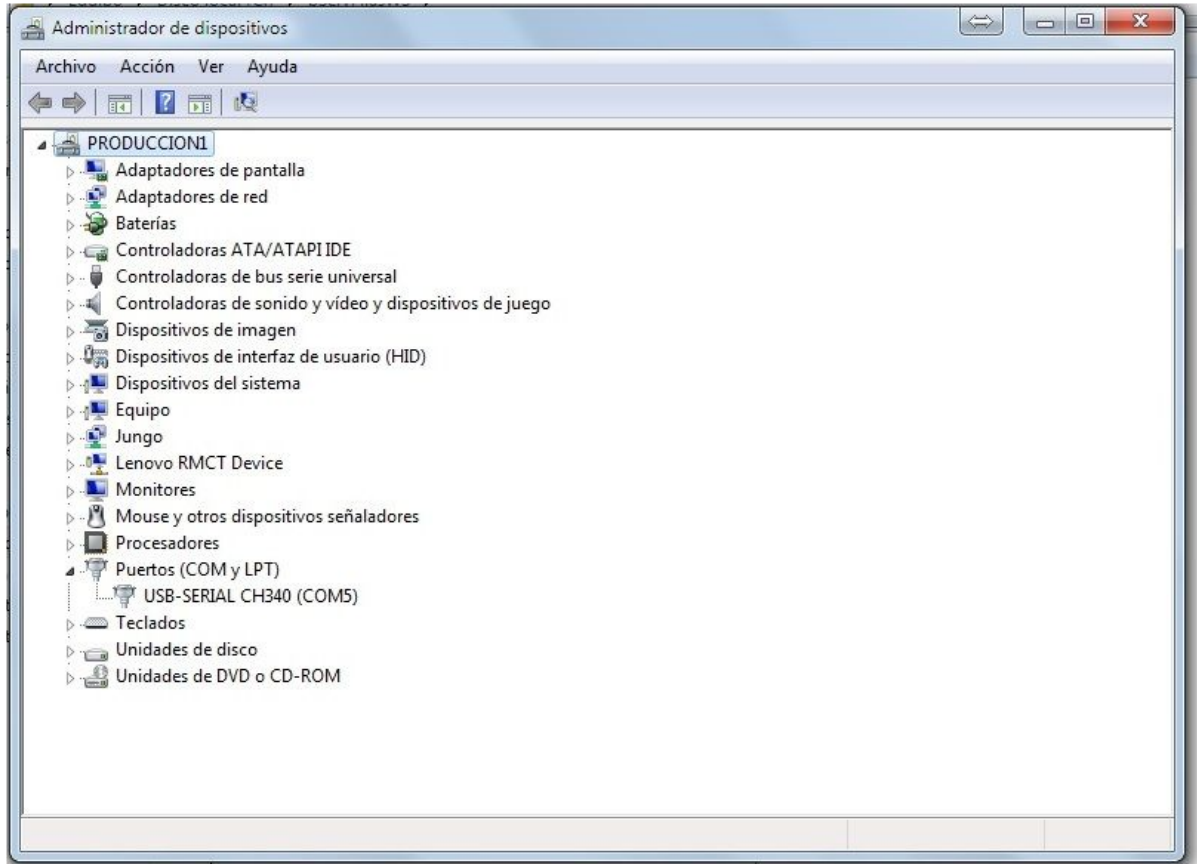 Administrador de dispositivos
Archivo Acción Ver Ayuda
PRODUCCION1
Adaptadores de pantalla
Adaptadores de red
Baterías
Controladoras ATA/ATAPI IDE
Controladoras de bus serie universal
Controladoras de sonido y vídeo y dispositivos de juego
Dispositivos de imagen
Dispositivos de interfaz de usuario (HID)
Dispositivos del sistema
Equipo
Jungo
Lenovo RMCT Device
Monitores
Mouse y otros dispositivos señaladores
Procesadores
Puertos (COM y LPT)
USB-SERIAL CH340 (COM5)
Teclados
Unidades de disco
Unidades de DVD o CD-ROM